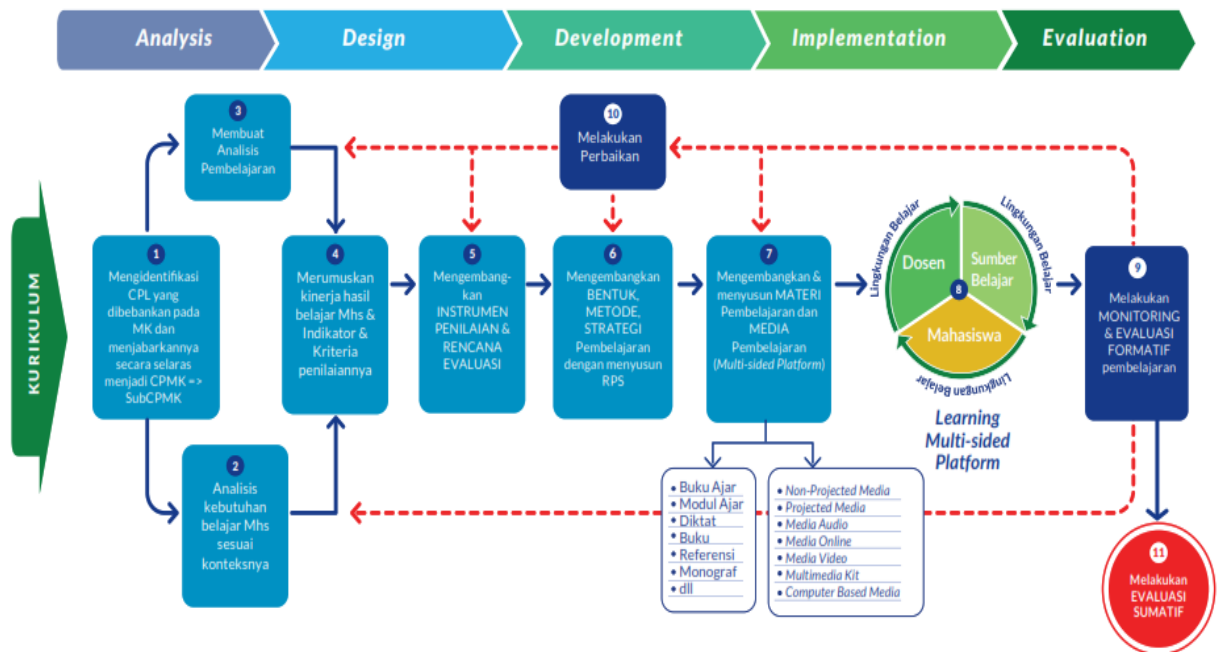 Analysis
Design
Development
Implementation
Evaluation
KURIKULUM
1
Mengidentifikasi
CPL yang
dibebankan pada
MK dan
menjabarkannya
secara selaras
menjadi CPMK =>
SubCPMK
2
Analisis
kebutuhan
belajar Mhs
sesuai
konteksnya
3
Membuat
Analisis
Pembelajaran
4
Merumuskan
kinerja hasil
belajar Mhs &
Indikator &
Kriteria
penilaiannya
5
Mengembang-
kan
INSTRUMEN
PENILAIAN &
RENCANA
EVALUASI
6
Mengembangkan
BENTUK,
METODE,
STRATEGI
Pembelajaran
dengan menyusun
RPS
7
Mengembangkan &
menyusun MATERI
Pembelajaran dan
MEDIA
Pembelajaran
(Multi-sided Platform)
• Buku Ajar
• Modul Ajar
• Diktat
• Buku
• Referensi
• Monograf
• dll
• Non-Projected Media
• Projected Media
• Media Audio
• Media Online
• Media Video
• Multimedia Kit
• Computer Based Media
Lingkungan Belajar
Lingkungan Belajar
Lingkungan Belajar
Dosen
Sumber
Belajar
8
Mahasiswa
Learning
Multi-sided
Platform
9
Melakukan
MONITORING
& EVALUASI
FORMATIF
pembelajaran
10
Melakukan
Perbaikan
11
Melakukan
EVALUASI
SUMATIF